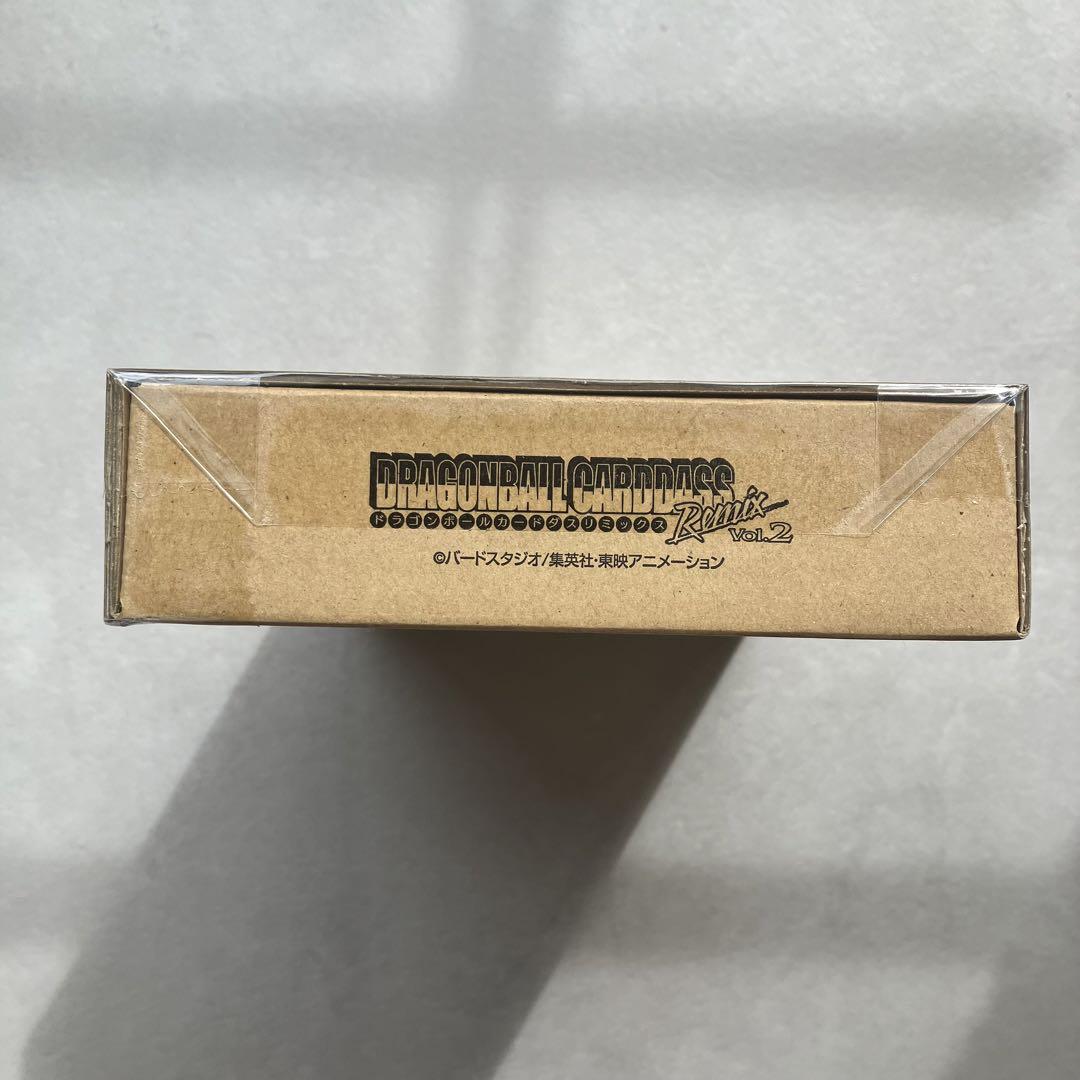 DRAGONBALL CARDDASS
ドラゴンボールカードダスリミックス Remix
Vol.2
©バードスタジオ/集英社・東映アニメーション